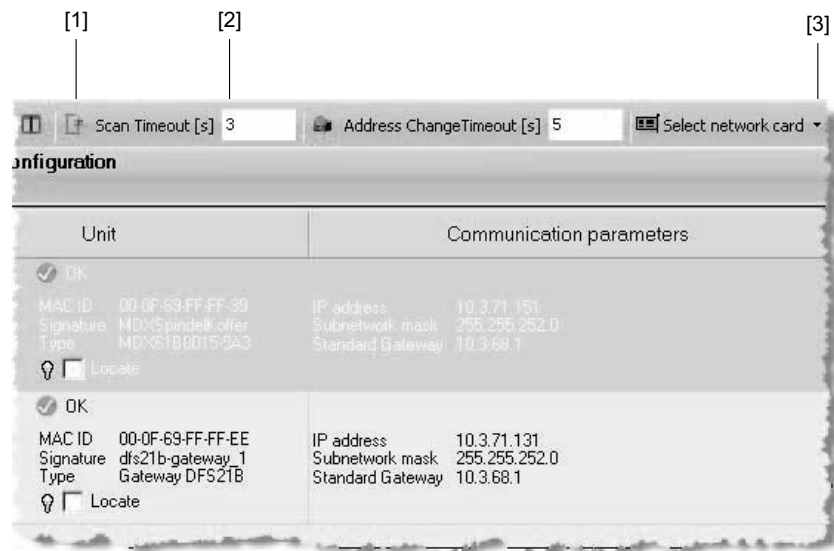 [1] [2] [3]
Scan Timeout [s] 3 Address ChangeTimeout [s] 5 Select network card
onfiguration
Unit Communication parameters
OK
MAC ID 00-0F-69-FF-FF-39 IP address 10.3.71.151
Signature MDXSpindelKoffer Subnetwork mask 255.255.252.0
Type MDX61B0015-5A3 Standard Gateway 10.3.68.1
Locate
OK
MAC ID 00-0F-69-FF-FF-EE IP address 10.3.71.131
Signature dfs21b-gateway_1 Subnetwork mask 255.255.252.0
Type Gateway DFS21B Standard Gateway 10.3.68.1
Locate